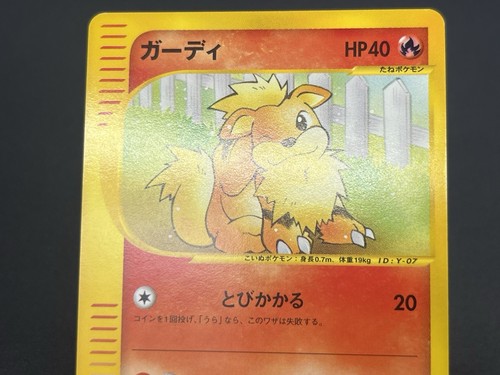 ガーディ HP40
たねポケモン
こいぬポケモン：身長0.7m、体重19kg ID:Y-07
とびかかる 20
コインを1回投げ、「うら」なら、このワザは失敗する。